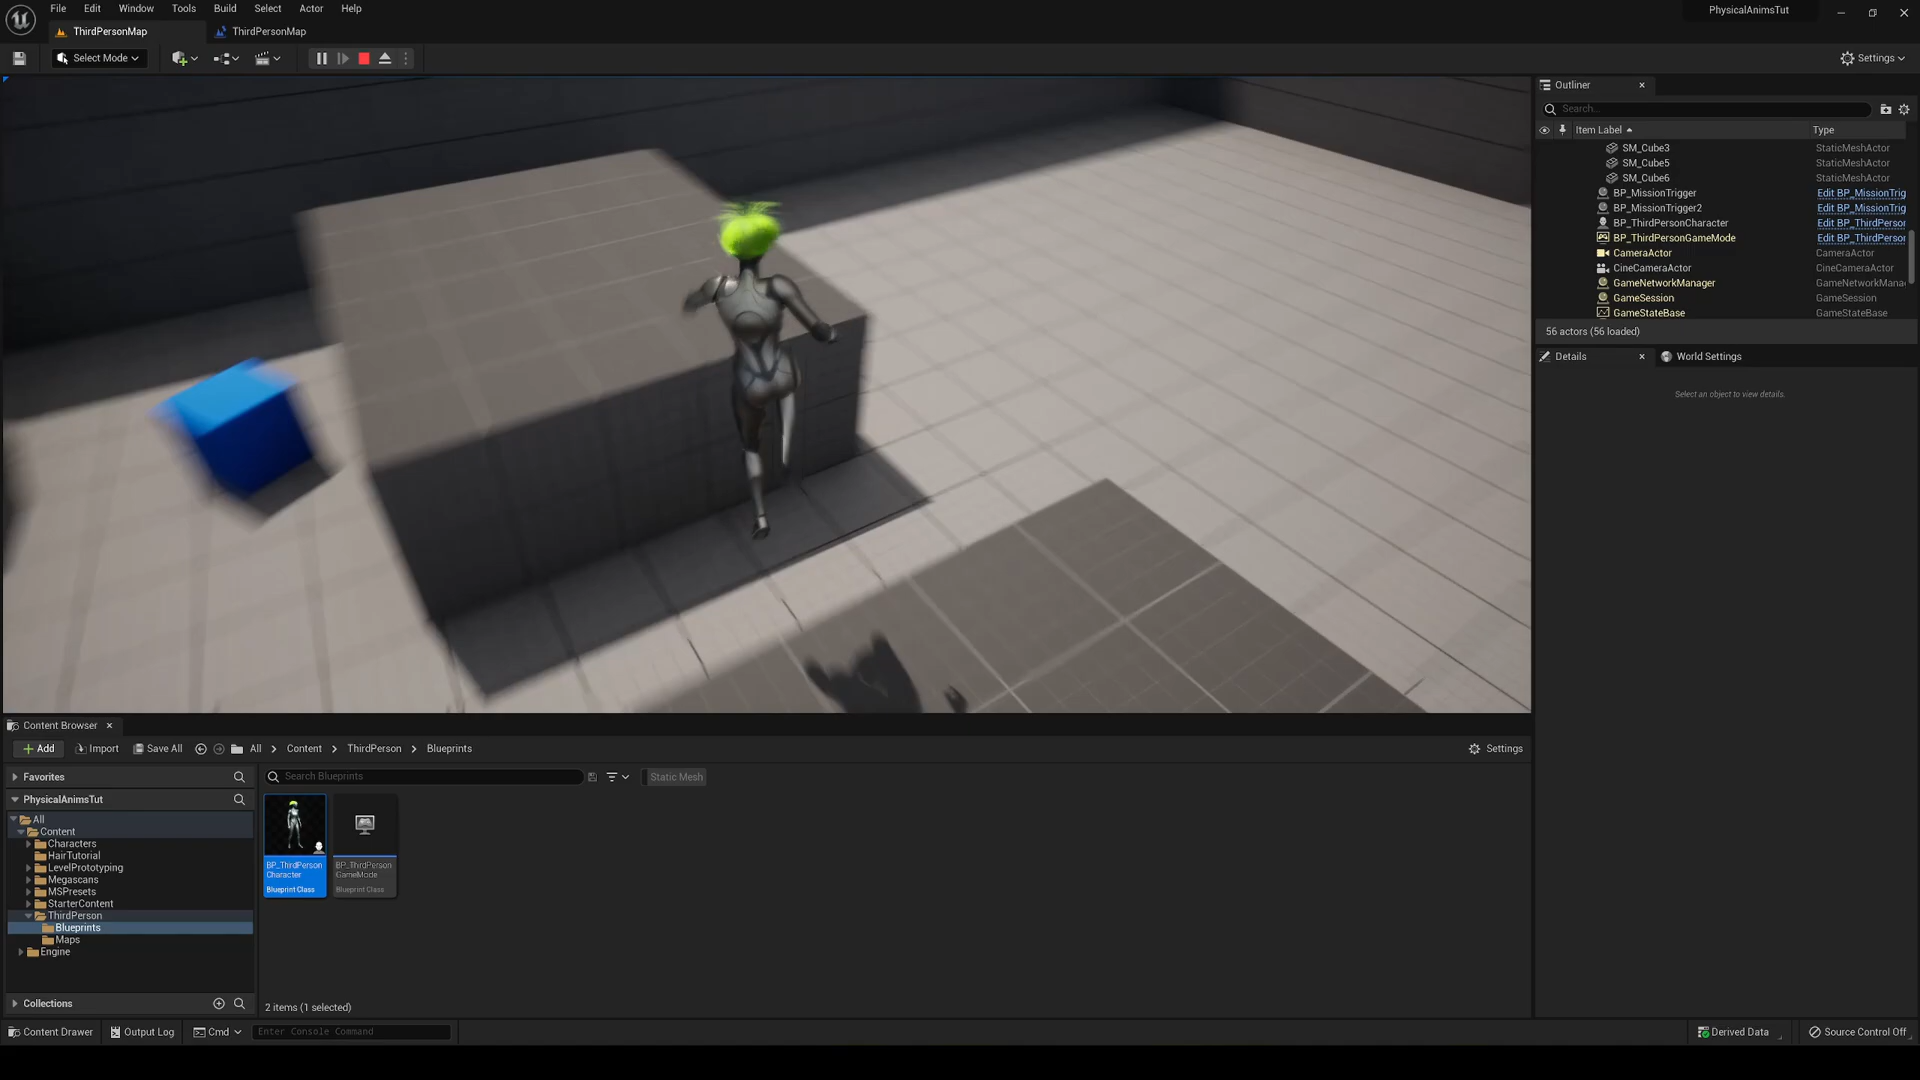 File Edit Window Tools Build Select Actor Help
PhysicalAnimsTut
ThirdPersonMap
ThirdPersonMap
Select Mode
Settings
Outliner
Search...
Item Label Type
SM_Cube3 StaticMeshActor
SM_Cube5 StaticMeshActor
SM_Cube6 StaticMeshActor
BP_MissionTrigger Edit BP_MissionTrig
BP_MissionTrigger2 Edit BP_MissionTrig
BP_ThirdPersonCharacter Edit BP_ThirdPerson
BP_ThirdPersonGameMode Edit BP_ThirdPerson
CameraActor CameraActor
CineCameraActor CineCameraActor
GameNetworkManager GameNetworkMana
GameSession GameSession
GameStateBase GameStateBase
56 actors (56 loaded)
Details World Settings
Select an object to view details.
Content Browser
Add Import Save All All Content ThirdPerson Blueprints Settings
Favorites
Search Blueprints
Static Mesh
PhysicalAnimsTut
All
Content
Characters
HairTutorial
LevelPrototyping
Megascans
MSPresets
StarterContent
ThirdPerson
Blueprints
Maps
Engine
BP_ThirdPerson
Character
Blueprint Class
BP_ThirdPerson
GameMode
Blueprint Class
Collections
2 items (1 selected)
Content Drawer Output Log Cmd Enter Console Command Derived Data Source Control Off